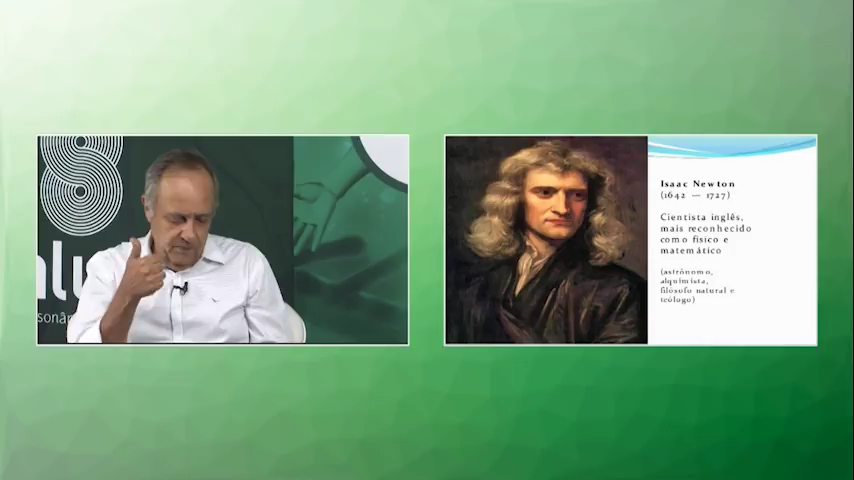 Isaac Newton
(1642 — 1727)
Cientista inglês,
mais reconhecido
como físico e
matemático
(astrônomo,
alquimista,
filósofo natural e
teólogo)